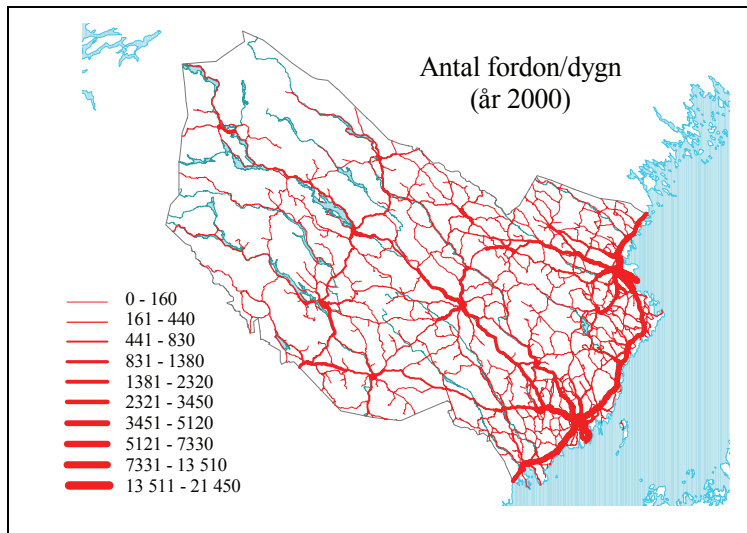 Antal fordon/dygn
(år 2000)
0 - 160
161 - 440
441 - 830
831 - 1380
1381 - 2320
2321 - 3450
3451 - 5120
5121 - 7330
7331 - 13 510
13 511 - 21 450